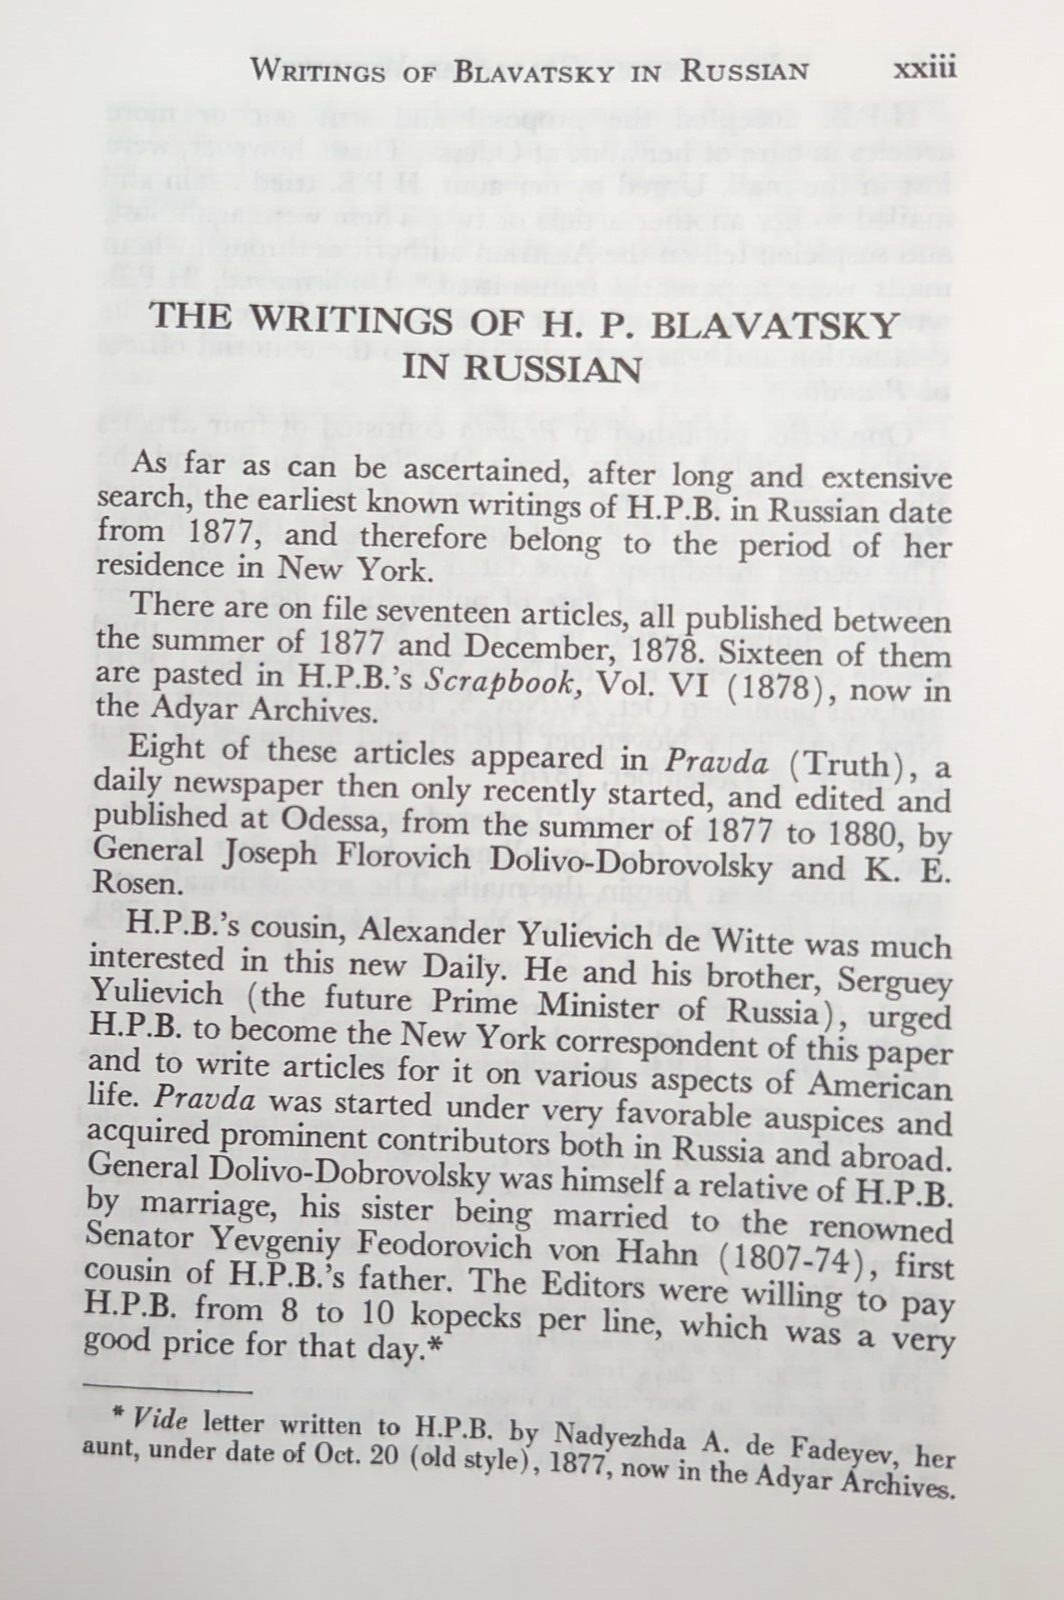 WRITINGS OF BLAVATSKY IN RUSSIAN xxiii
THE WRITINGS OF H. P. BLAVATSKY
IN RUSSIAN
As far as can be ascertained, after long and extensive
search, the earliest known writings of H.P.B. in Russian date
from 1877, and therefore belong to the period of her
residence in New York.
There are on file seventeen articles, all published between
the summer of 1877 and December, 1878. Sixteen of them
are pasted in H.P.B.'s Scrapbook, Vol. VI (1878), now in
the Adyar Archives.
Eight of these articles appeared in Pravda (Truth), a
daily newspaper then only recently started, and edited and
published at Odessa, from the summer of 1877 to 1880, by
General Joseph Florovich Dolivo-Dobrovolsky and K. E.
Rosen.
H.P.B.'s cousin, Alexander Yulievich de Witte was much
interested in this new Daily. He and his brother, Serguey
Yulievich (the future Prime Minister of Russia), urged
H.P.B. to become the New York correspondent of this paper
and to write articles for it on various aspects of American
life. Pravda was started under very favorable auspices and
acquired prominent contributors both in Russia and abroad.
General Dolivo-Dobrovolsky was himself a relative of H.P.B.
by marriage, his sister being married to the renowned
Senator Yevgeniy Feodorovich von Hahn (1807-74), first
cousin of H.P.B.'s father. The Editors were willing to pay
H.P.B. from 8 to 10 kopecks per line, which was a very
good price for that day.*
* Vide letter written to H.P.B. by Nadyezhda A. de Fadeyev, her
aunt, under date of Oct. 20 (old style), 1877, now in the Adyar Archives.